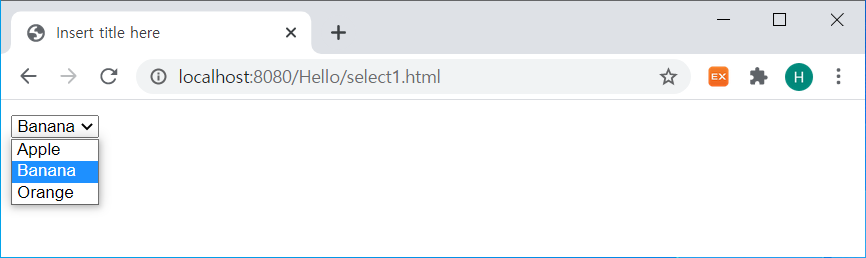 Insert title here
localhost:8080/Hello/select1.html
EX
H
Banana
Apple
Banana
Orange